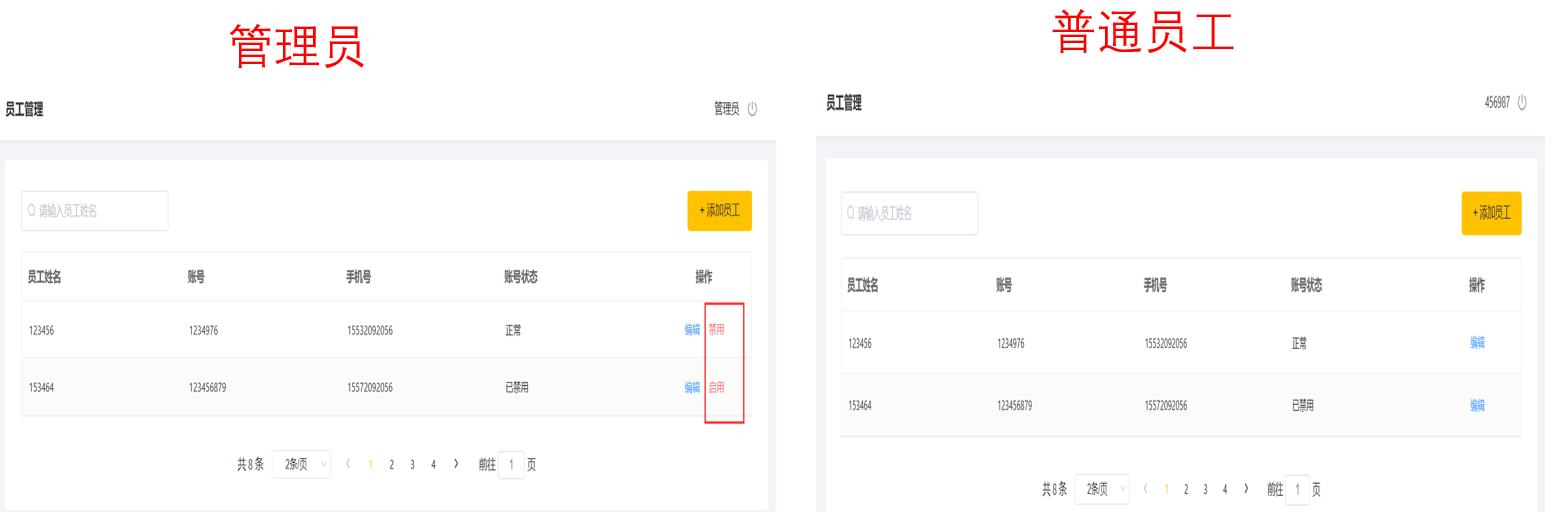 管理员
员工管理 管理员
请输入员工姓名 + 添加员工
员工姓名 账号 手机号 账号状态 操作
123456 1234976 15532092056 正常 编辑 禁用
153464 123456879 15572092056 已禁用 编辑 启用
共 8 条 2条/页 1 2 3 4 前往 1 页
普通员工
员工管理 456987
请输入员工姓名 + 添加员工
员工姓名 账号 手机号 账号状态 操作
123456 1234976 15532092056 正常 编辑
153464 123456879 15572092056 已禁用 编辑
共 8 条 2条/页 1 2 3 4 前往 1 页